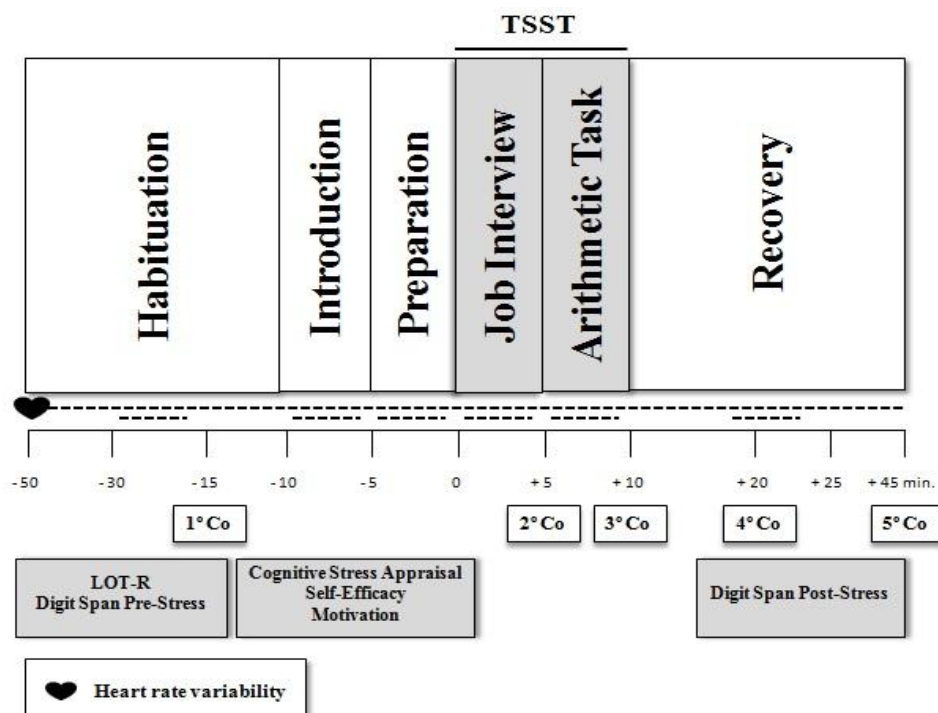 TSST
Habituation
Introduction
Preparation
Job Interview
Arithmetic Task
Recovery
-50 -30 -15 -10 -5 0 +5 +10 +20 +25 +45 min.
1° Co 2° Co 3° Co 4° Co 5° Co
LOT-R
Digit Span Pre-Stress
Cognitive Stress Appraisal
Self-Efficacy
Motivation
Digit Span Post-Stress
Heart rate variability